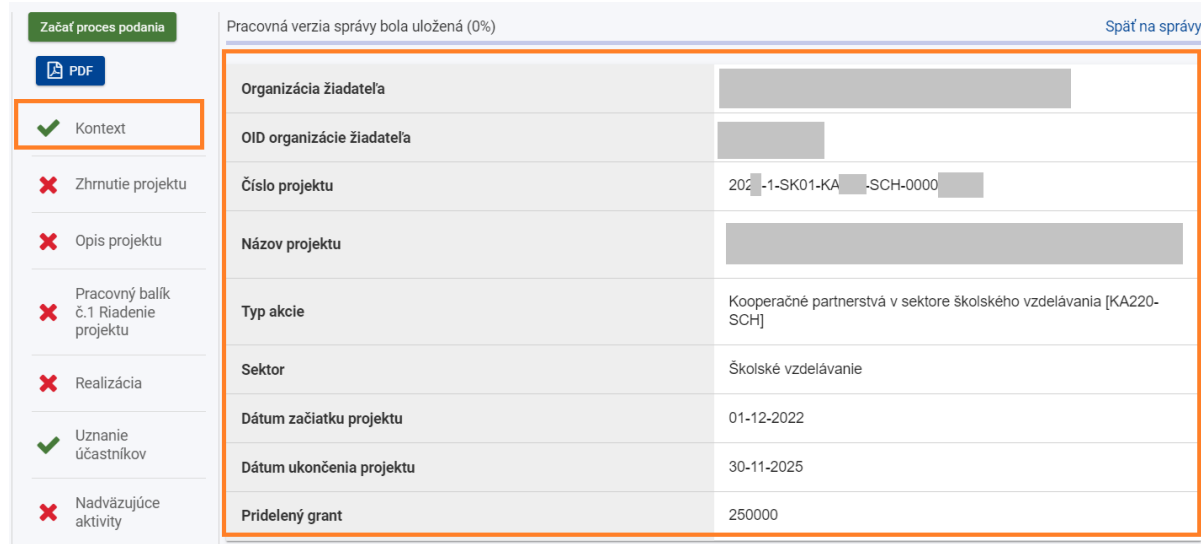 Začať proces podania
Pracovná verzia správy bola uložená (0%)
Späť na správy
PDF
Kontext
Zhrnutie projektu
Opis projektu
Pracovný balík
č.1 Riadenie
projektu
Realizácia
Uznanie
účastníkov
Nadväzujúce
aktivity
Organizácia žiadateľa
OID organizácie žiadateľa
Číslo projektu
202 -1-SK01-KA -SCH-0000
Názov projektu
Typ akcie
Kooperačné partnerstvá v sektore školského vzdelávania [KA220-
SCH]
Sektor
Školské vzdelávanie
Dátum začiatku projektu
01-12-2022
Dátum ukončenia projektu
30-11-2025
Pridelený grant
250000